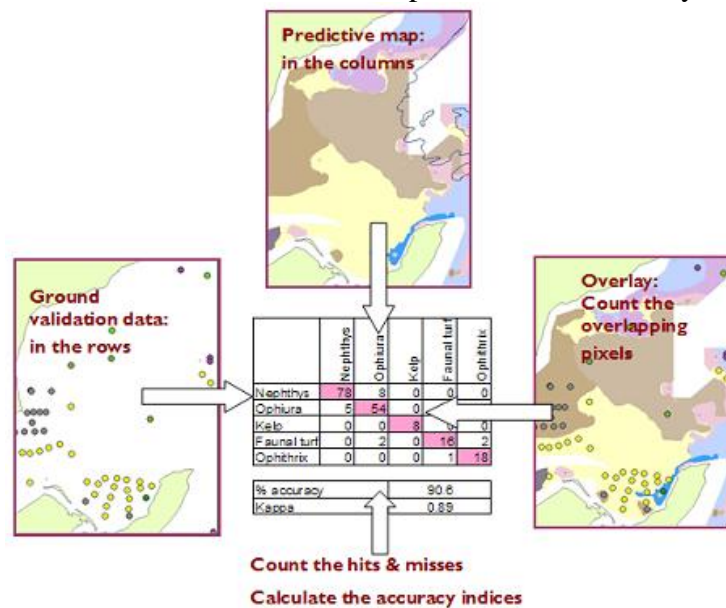 Predictive map:
in the columns
Ground
validation data:
in the rows
Overlay:
Count the
overlapping
pixels
Nephthys Ophiura Kelp Faunal turf Ophithrix
Nephthys 78 8 0 0 0
Ophiura 5 54 0
Kelp 0 0 8 0 0
Faunal turf 0 2 0 16 2
Ophithrix 0 0 0 1 18
% accuracy 90.6
Kappa 0.89
Count the hits & misses
Calculate the accuracy indices